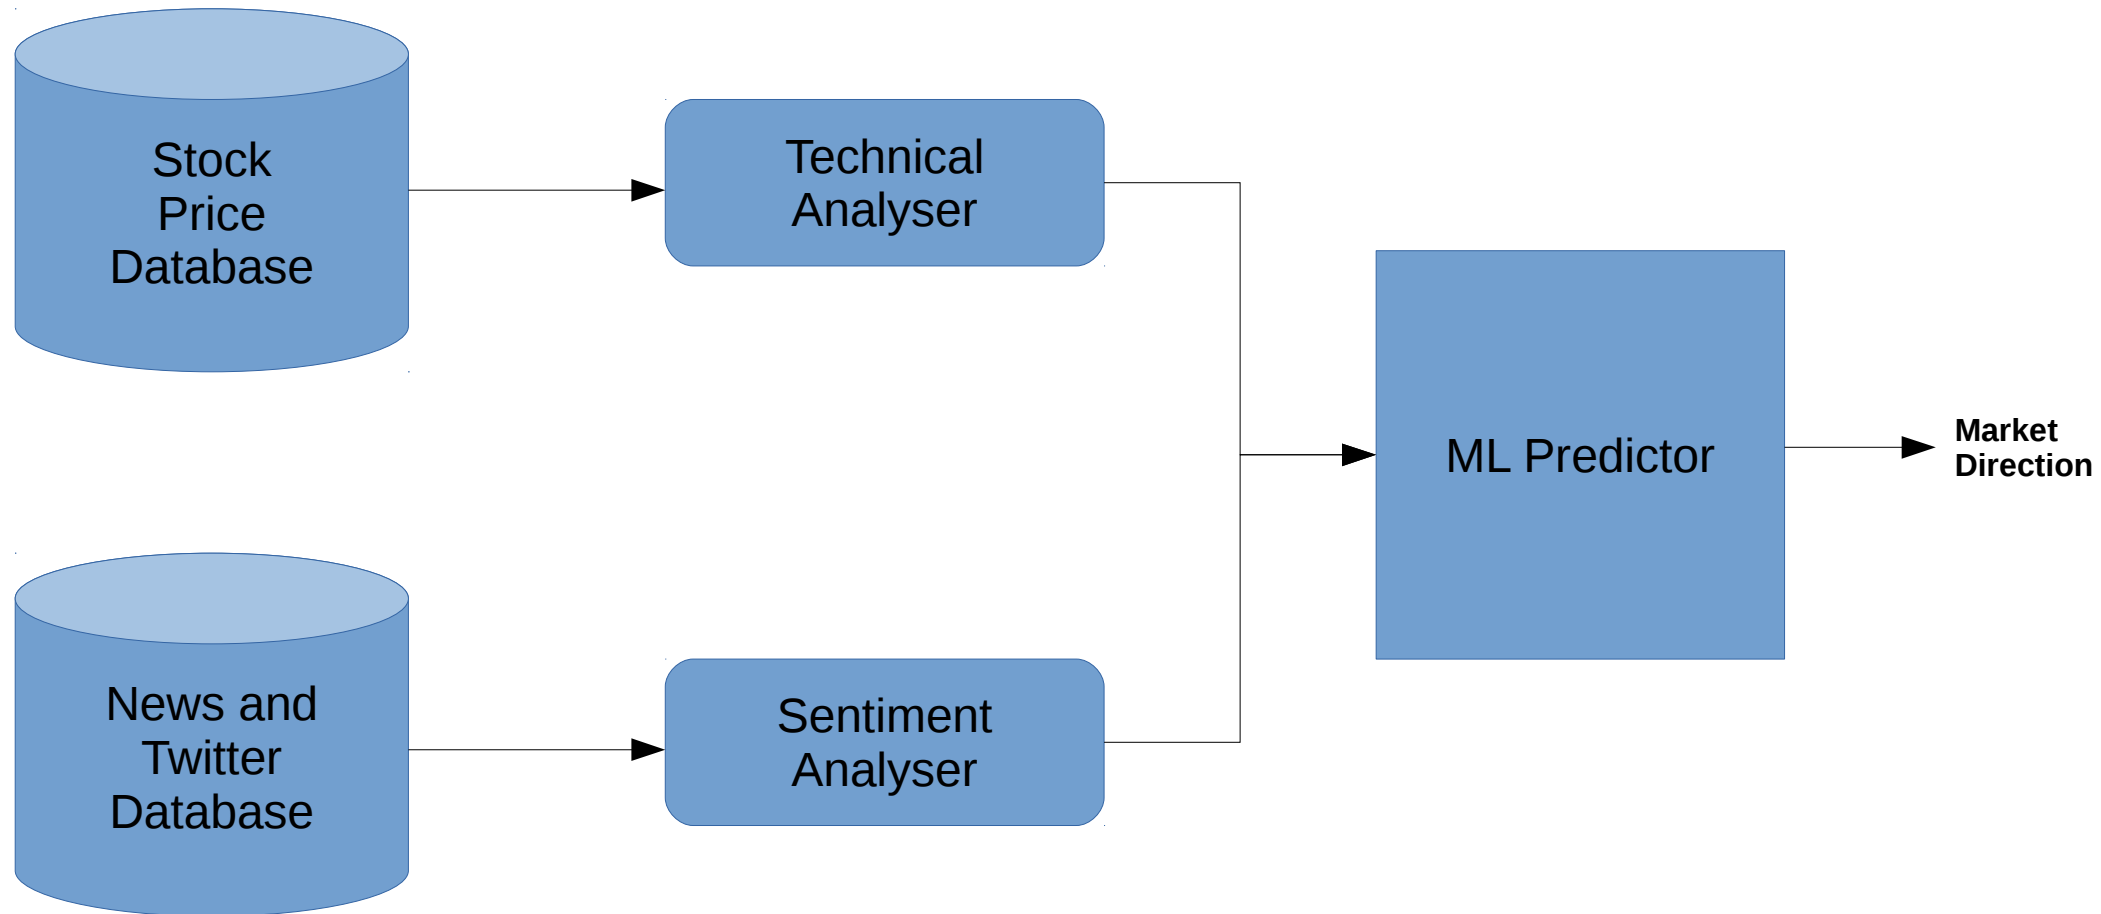 Stock
Price
Database
Technical
Analyser
ML Predictor
Market
Direction
News and
Twitter
Database
Sentiment
Analyser